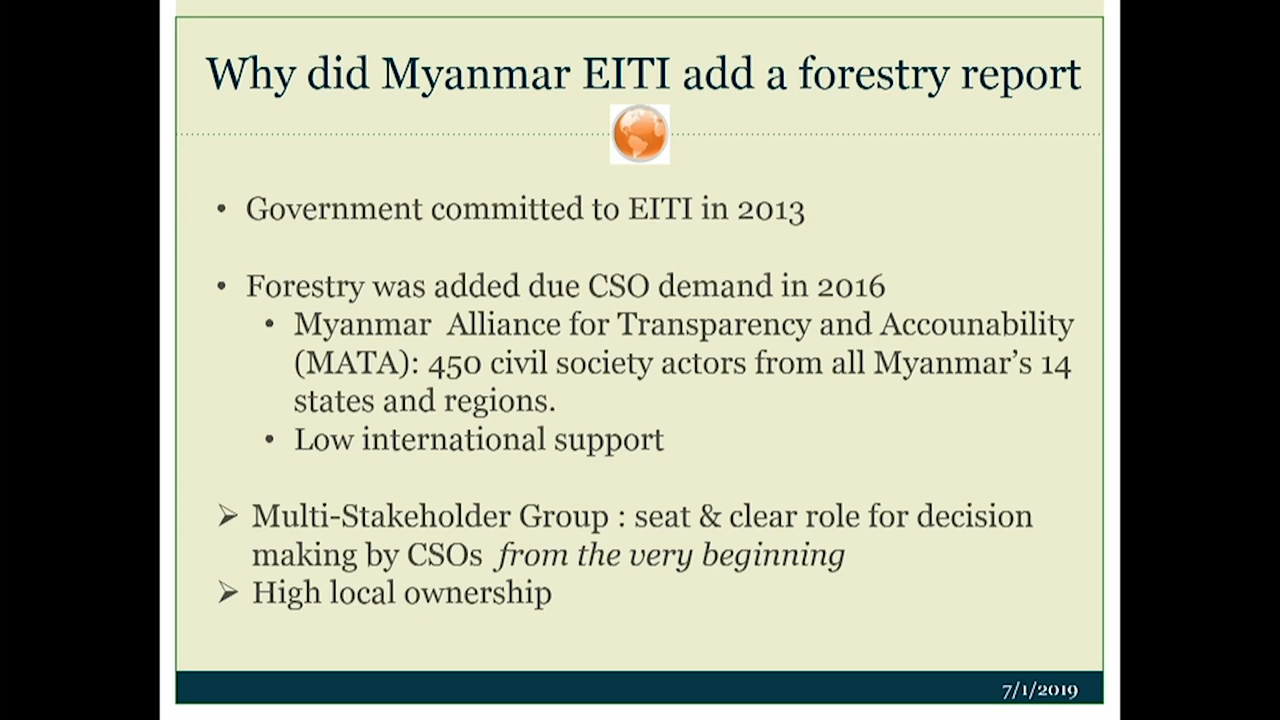 Why did Myanmar EITI add a forestry report
• Government committed to EITI in 2013
• Forestry was added due CSO demand in 2016
• Myanmar Alliance for Transparency and Accounability
(MATA): 450 civil society actors from all Myanmar's 14
states and regions.
• Low international support
➢ Multi-Stakeholder Group : seat & clear role for decision
making by CSOs from the very beginning
➢ High local ownership
7/1/2019